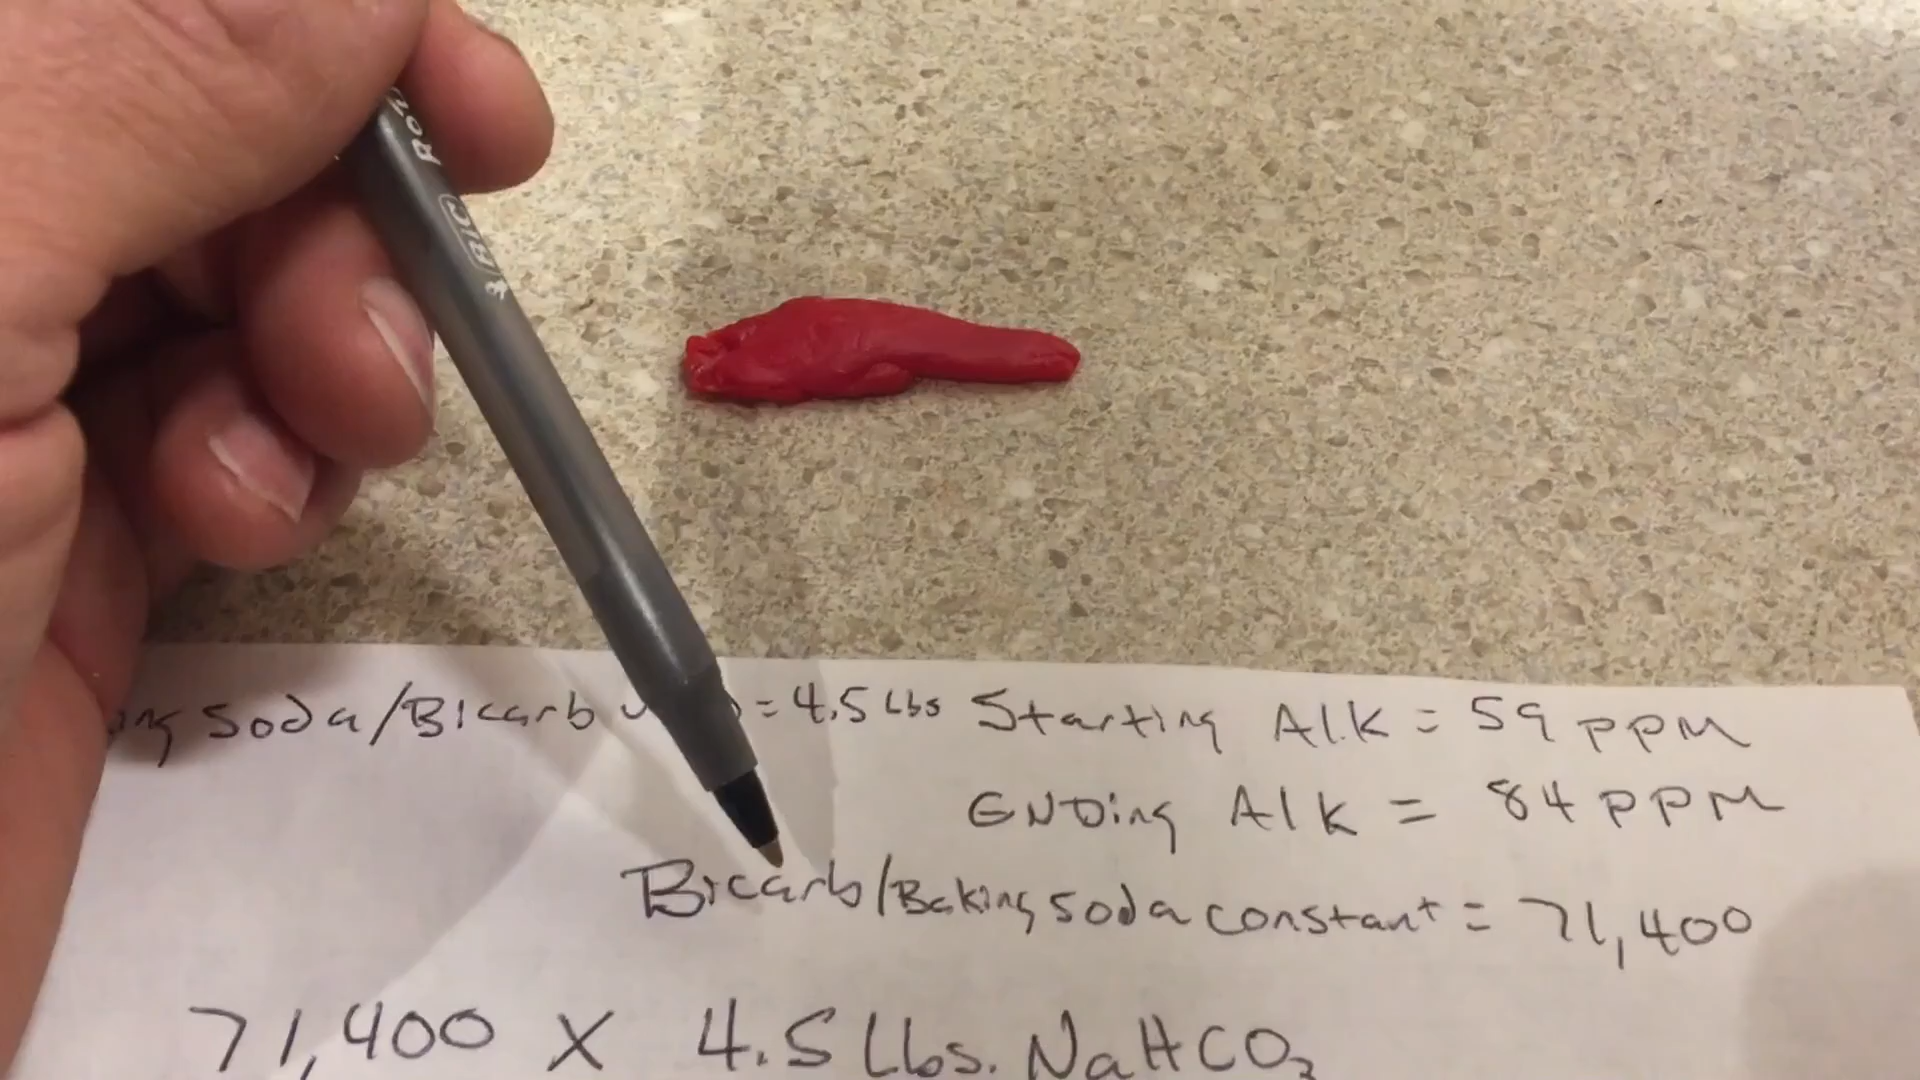 BIC
soda/Bicarb = 4.5 Lbs Starting Alk = 59 PPM
ENDing Alk = 84 PPM
Bicarb/Baking soda constant = 71,400
71,400 X 4.5 Lbs. NaHCO3